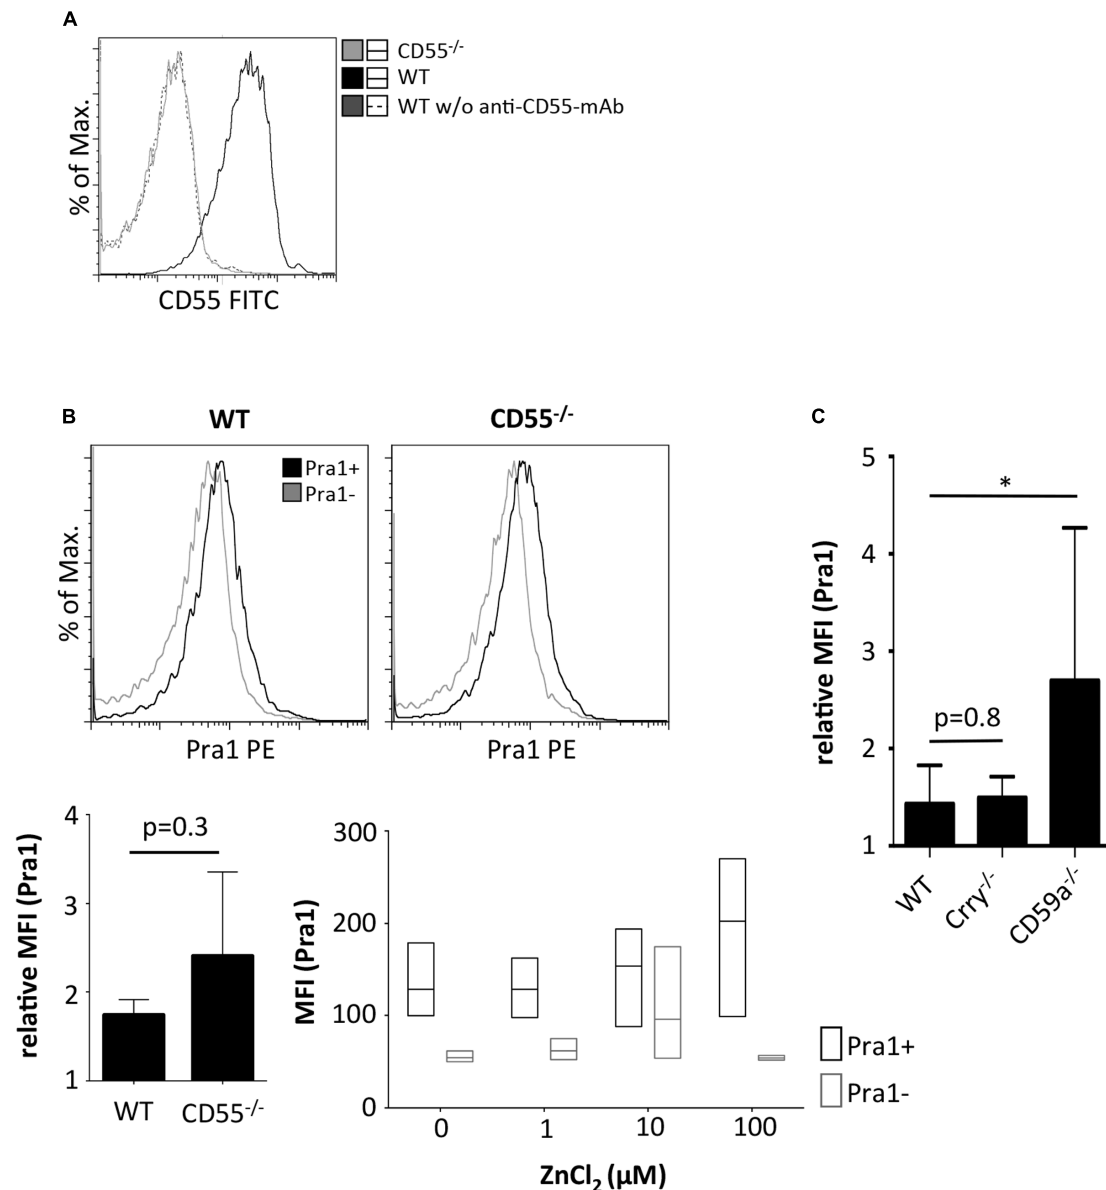 A
CD55-/-
WT
WT w/o anti-CD55-mAb
% of Max.
CD55 FITC
B
WT
CD55-/-
C
Pra1+
Pra1-
% of Max.
Pra1 PE
Pra1 PE
5
4
3
2
1
relative MFI (Pra1)
*
p=0.8
WT
Crry-/-
CD59a-/-
4
3
2
1
relative MFI (Pra1)
p=0.3
WT
CD55-/-
300
200
100
0
MFI (Pra1)
0
1
10
100
ZnCl2 (μM)
Pra1+
Pra1-